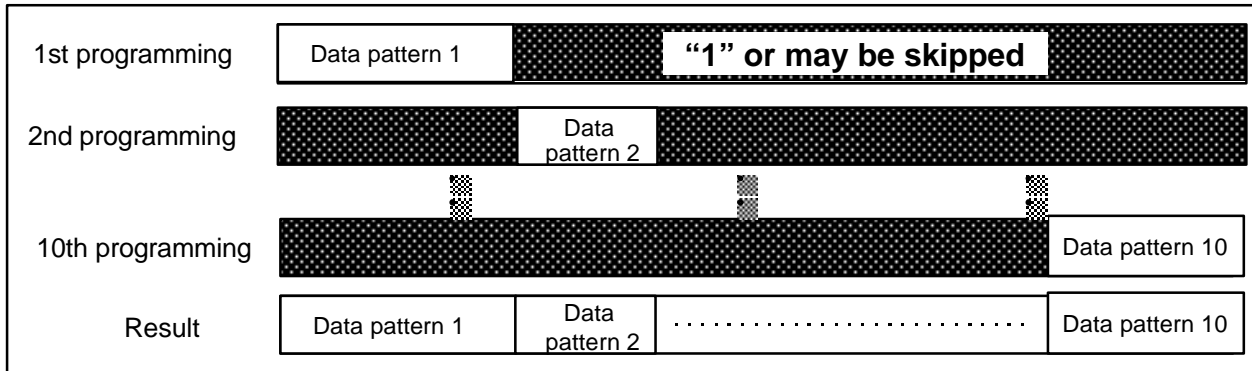 1st programming
Data pattern 1
“1” or may be skipped
2nd programming
Data
pattern 2
10th programming
Data pattern 10
Result
Data pattern 1
Data
pattern 2
Data pattern 10